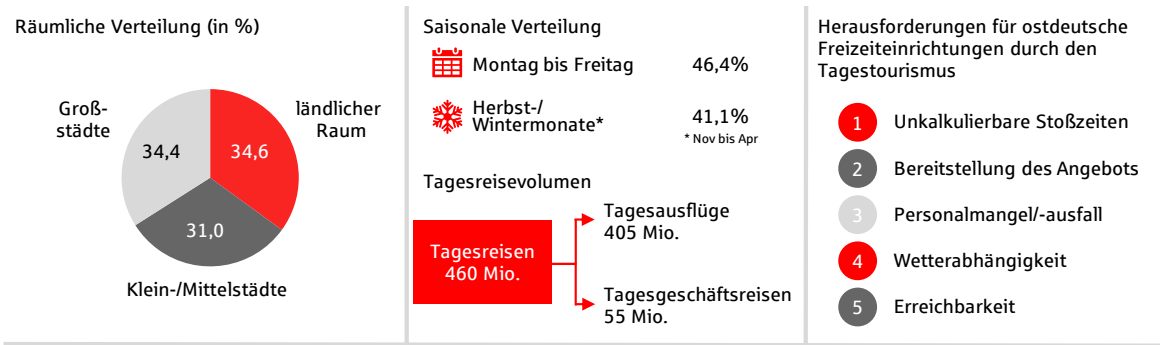 Räumliche Verteilung (in %)
Groß-
städte
34,4
ländlicher
Raum
34,6
31,0
Klein-/Mittelstädte
Saisonale Verteilung
Montag bis Freitag 46,4%
Herbst-/
Wintermonate* 41,1%
* Nov bis Apr
Tagesreisevolumen
Tagesreisen
460 Mio.
Tagesausflüge
405 Mio.
Tagesgeschäftsreisen
55 Mio.
Herausforderungen für ostdeutsche
Freizeiteinrichtungen durch den
Tagestourismus
1 Unkalkulierbare Stoßzeiten
2 Bereitstellung des Angebots
3 Personalmangel/-ausfall
4 Wetterabhängigkeit
5 Erreichbarkeit